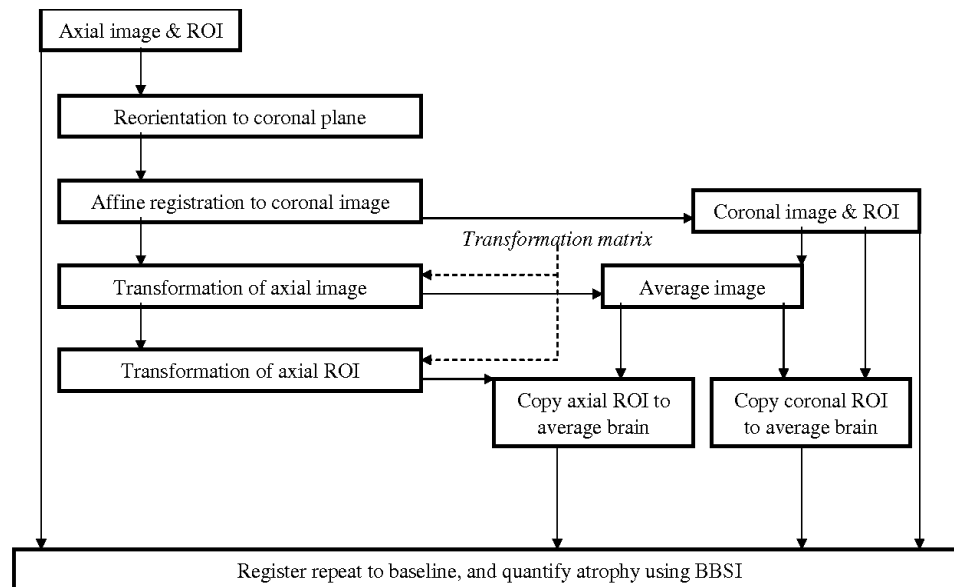 Axial image & ROI
Reorientation to coronal plane
Affine registration to coronal image
Coronal image & ROI
Transformation matrix
Transformation of axial image
Average image
Transformation of axial ROI
Copy axial ROI to
average brain
Copy coronal ROI
to average brain
Register repeat to baseline, and quantify atrophy using BBSI